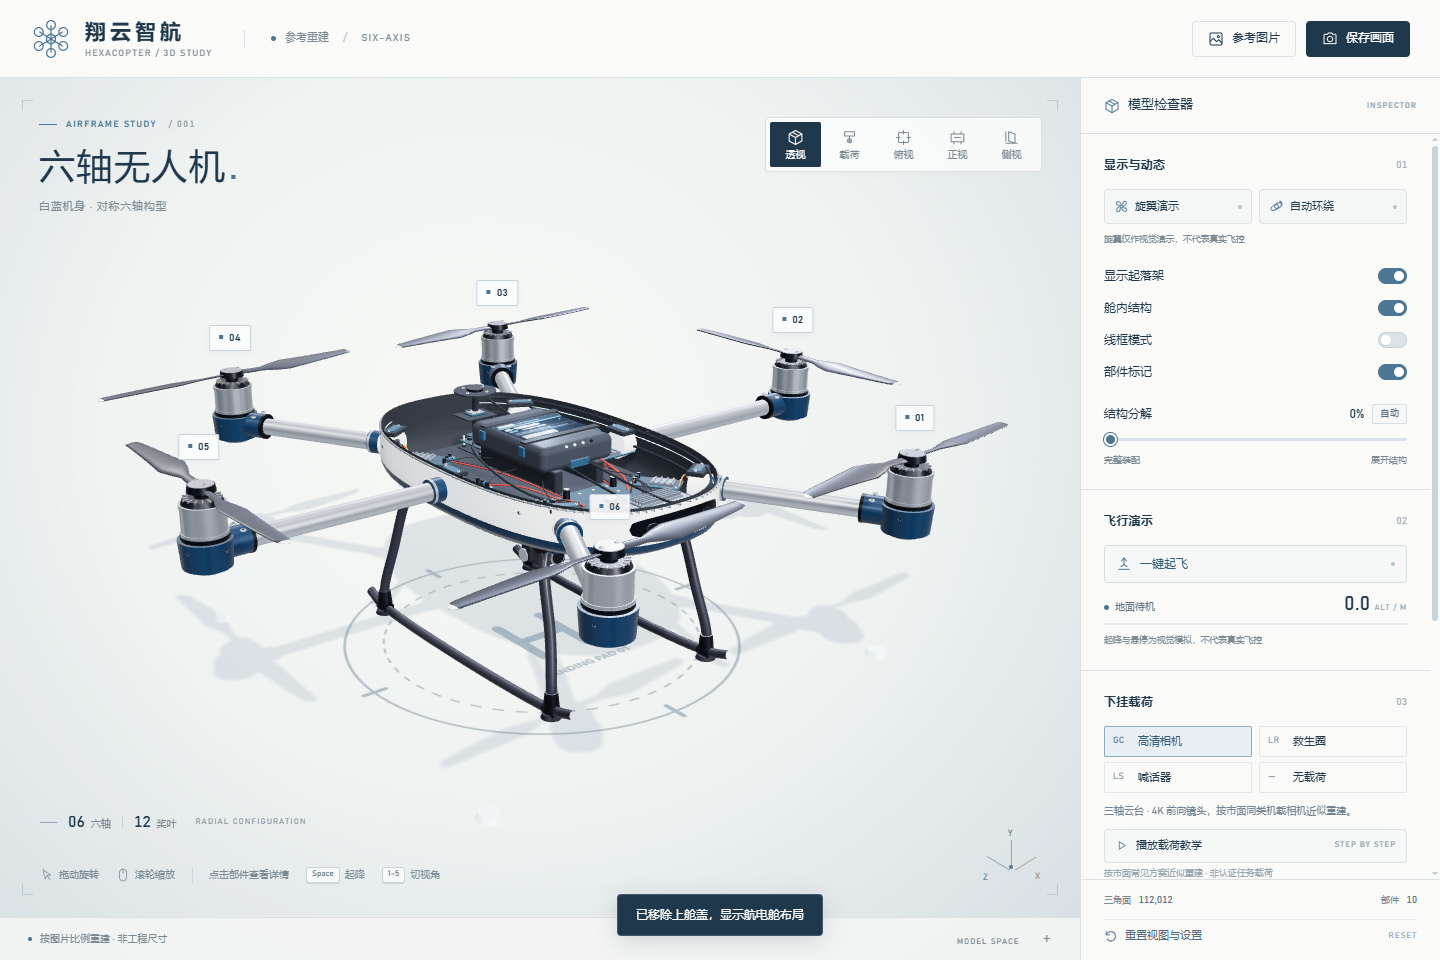 翔云智航
HEXACOPTER / 3D STUDY
参考重建 / SIX-AXIS
参考图片
保存画面
AIRFRAME STUDY / 001
六轴无人机.
白蓝机身 · 对称六轴构型
透视
载荷
俯视
正视
侧视
03
02
04
01
05
06
H
NDING PAD 01
06 六轴
12 桨叶
RADIAL CONFIGURATION
拖动旋转
滚轮缩放
点击部件查看详情
Space 起降
1–5 切视角
Y
Z
X
已移除上舱盖，显示航电舱布局
按图片比例重建 · 非工程尺寸
MODEL SPACE +
模型检查器
INSPECTOR
显示与动态
01
旋翼演示
自动环绕
旋翼仅作视觉演示，不代表真实飞控
显示起落架
舱内结构
线框模式
部件标记
结构分解
0%
自动
完整装配
展开结构
飞行演示
02
一键起飞
地面待机
0.0 ALT / M
起降与悬停为视觉模拟，不代表真实飞控
下挂载荷
03
GC 高清相机
LR 救生圈
LS 喊话器
— 无载荷
三轴云台 · 4K 前向镜头，按市面同类机载相机近似重建。
播放载荷教学
STEP BY STEP
按市面常见方案近似重建 · 非认证任务载荷
三角面 112,012
部件 10
重置视图与设置
RESET